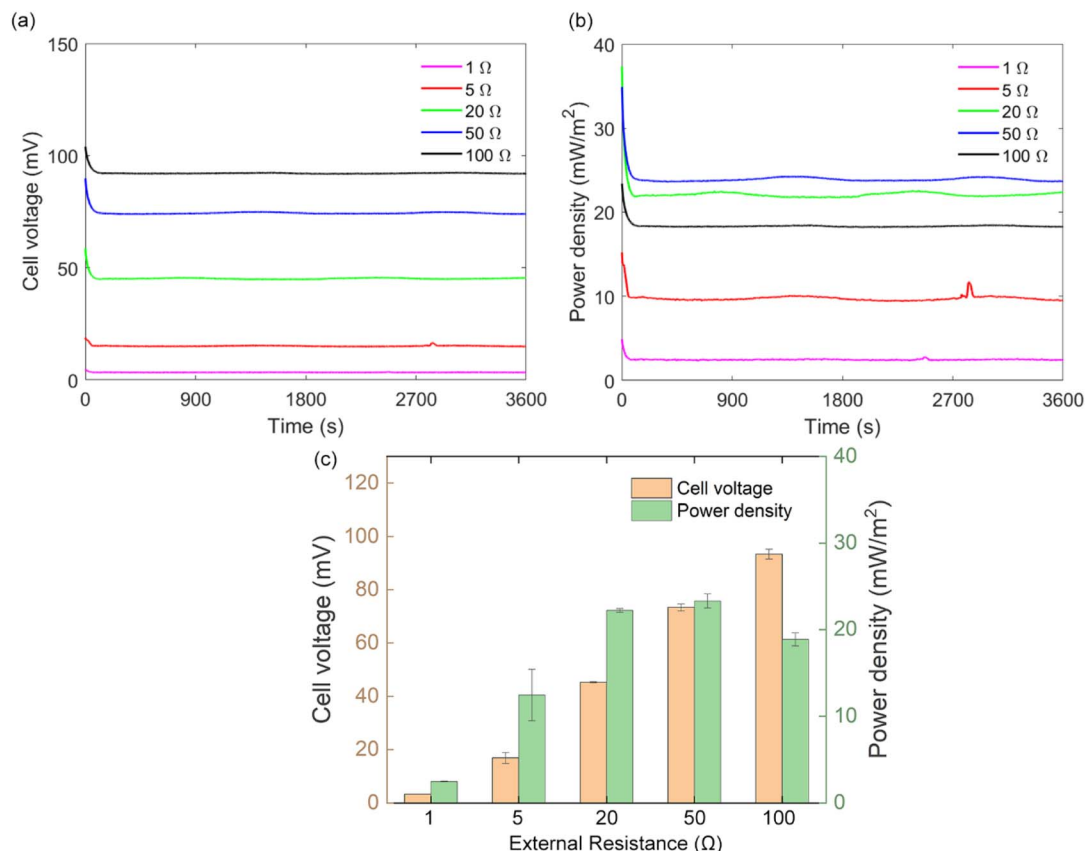 (a)
150
100
50
0
Cell voltage (mV)
1 Ω
5 Ω
20 Ω
50 Ω
100 Ω
0 900 1800 2700 3600
Time (s)
(b)
40
30
20
10
0
Power density (mW/m²)
1 Ω
5 Ω
20 Ω
50 Ω
100 Ω
0 900 1800 2700 3600
Time (s)
(c)
120
100
80
60
40
20
0
Cell voltage (mV)
Cell voltage
Power density
40
30
20
10
0
Power density (mW/m²)
1 5 20 50 100
External Resistance (Ω)